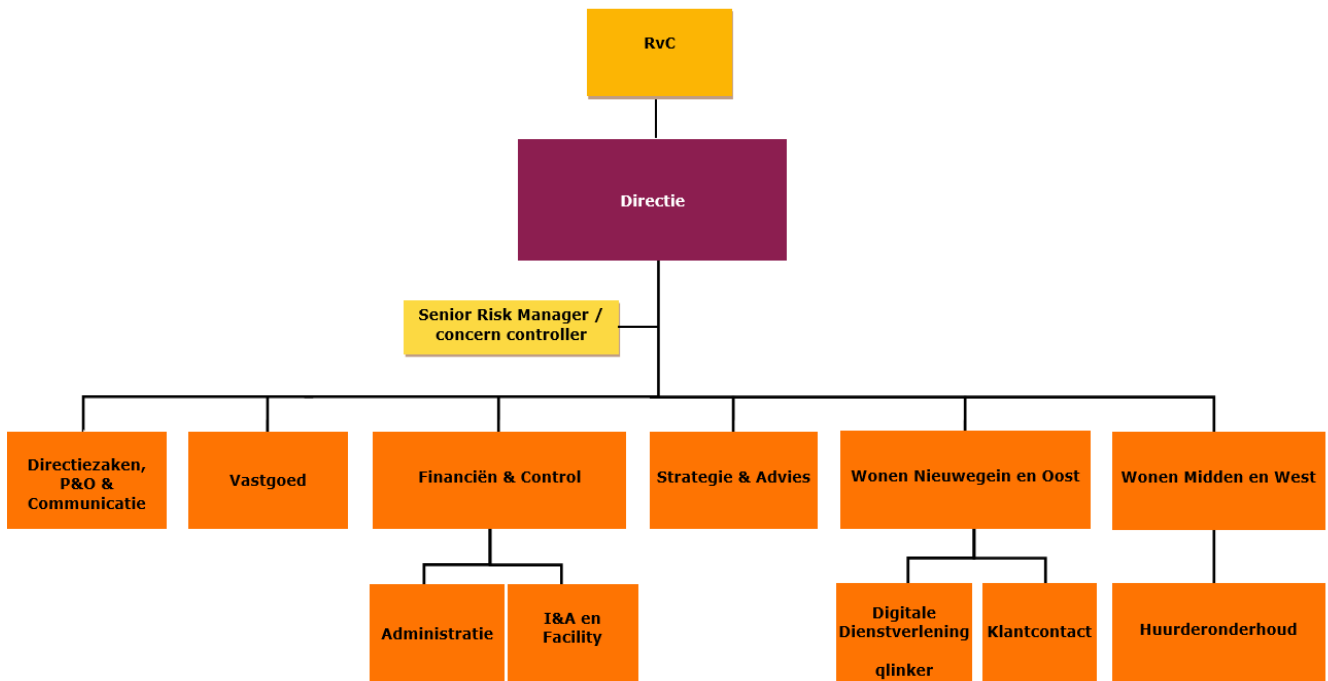 RvC
Directie
Senior Risk Manager /
concern controller
Directiezaken,
P&O &
Communicatie
Vastgoed
Financiën & Control
Strategie & Advies
Wonen Nieuwegein en Oost
Wonen Midden en West
Administratie
I&A en
Facility
Digitale
Dienstverlening
qlinker
Klantcontact
Huurderonderhoud